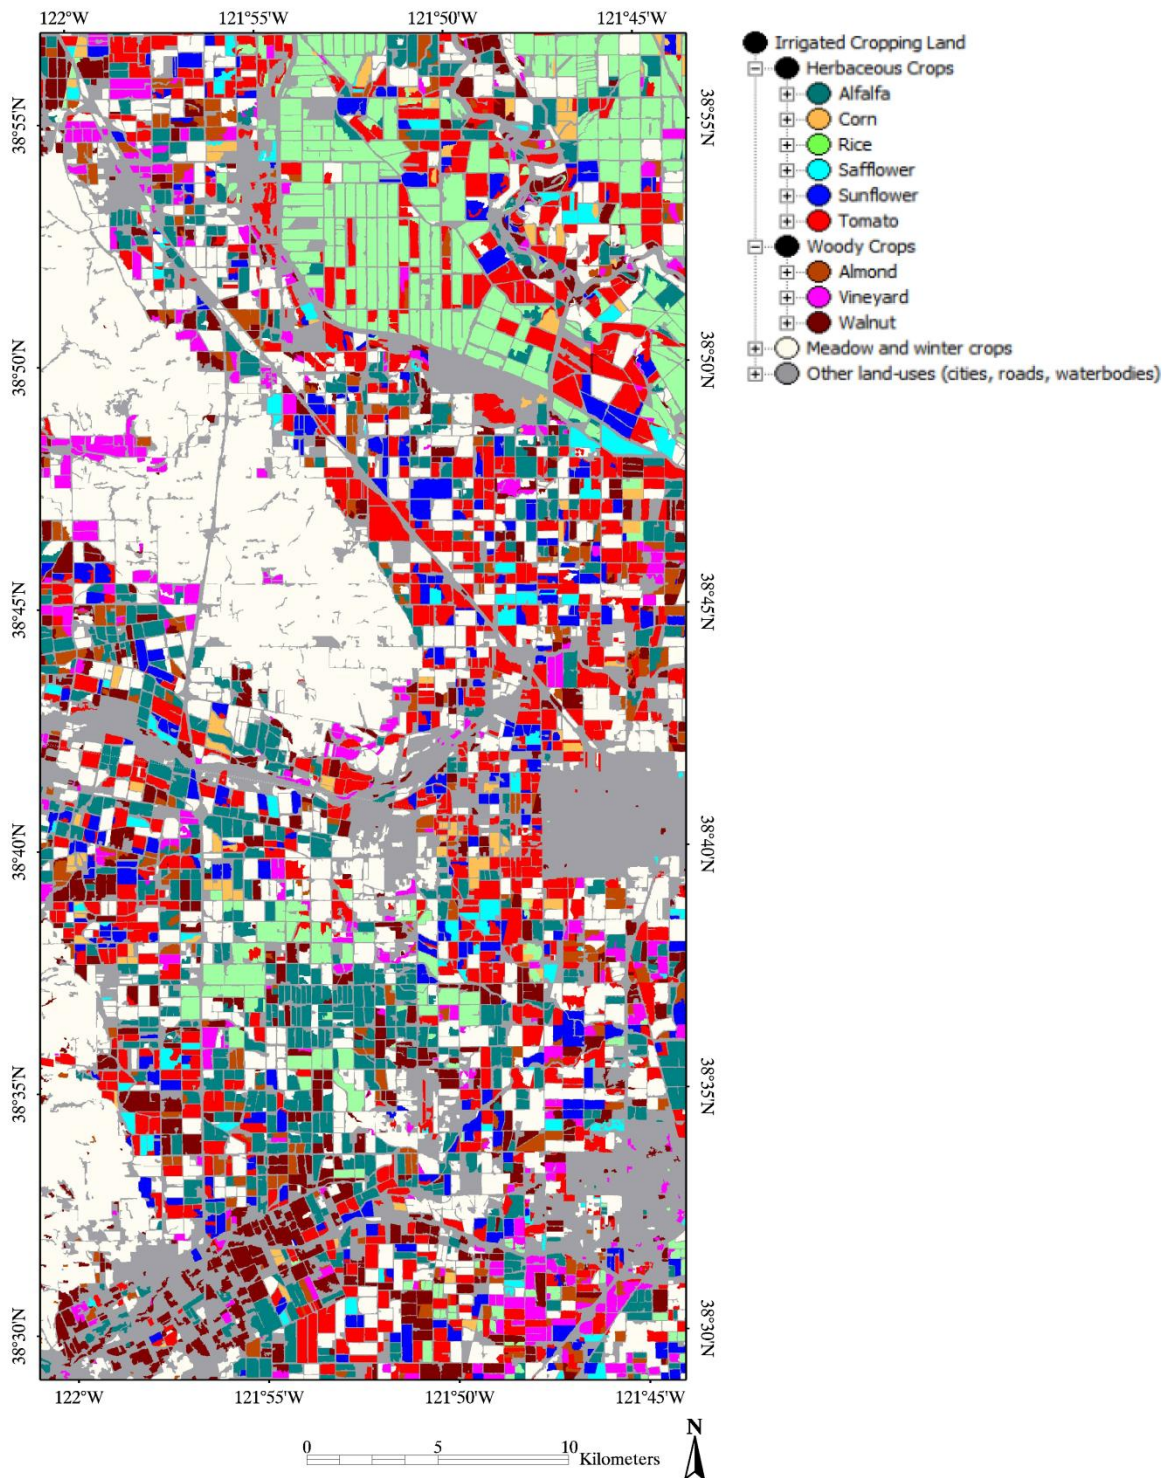 122°W 121°55'W 121°50'W 121°45'W
38°55'N 38°55'N
38°50'N 38°50'N
38°45'N 38°45'N
38°40'N 38°40'N
38°35'N 38°35'N
38°30'N 38°30'N
122°W 121°55'W 121°50'W 121°45'W
0 5 10 Kilometers
N
Irrigated Cropping Land
Herbaceous Crops
Alfalfa
Corn
Rice
Safflower
Sunflower
Tomato
Woody Crops
Almond
Vineyard
Walnut
Meadow and winter crops
Other land-uses (cities, roads, waterbodies)